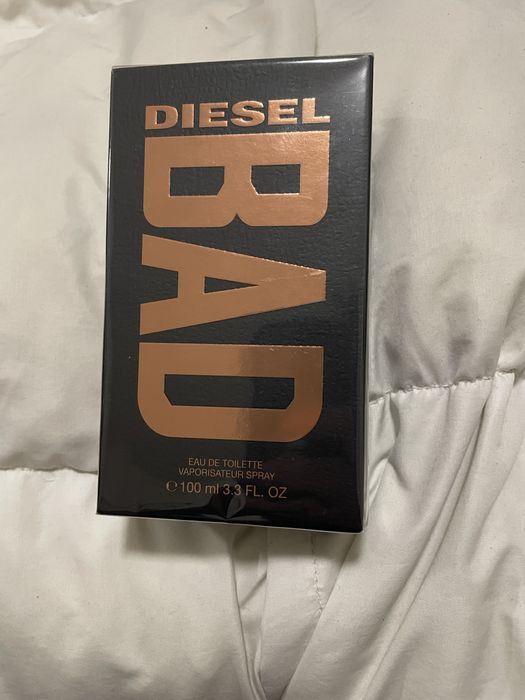 DIESEL
BAD
EAU DE TOILETTE
VAPORISATEUR SPRAY
℮ 100 ml 3.3 FL. OZ